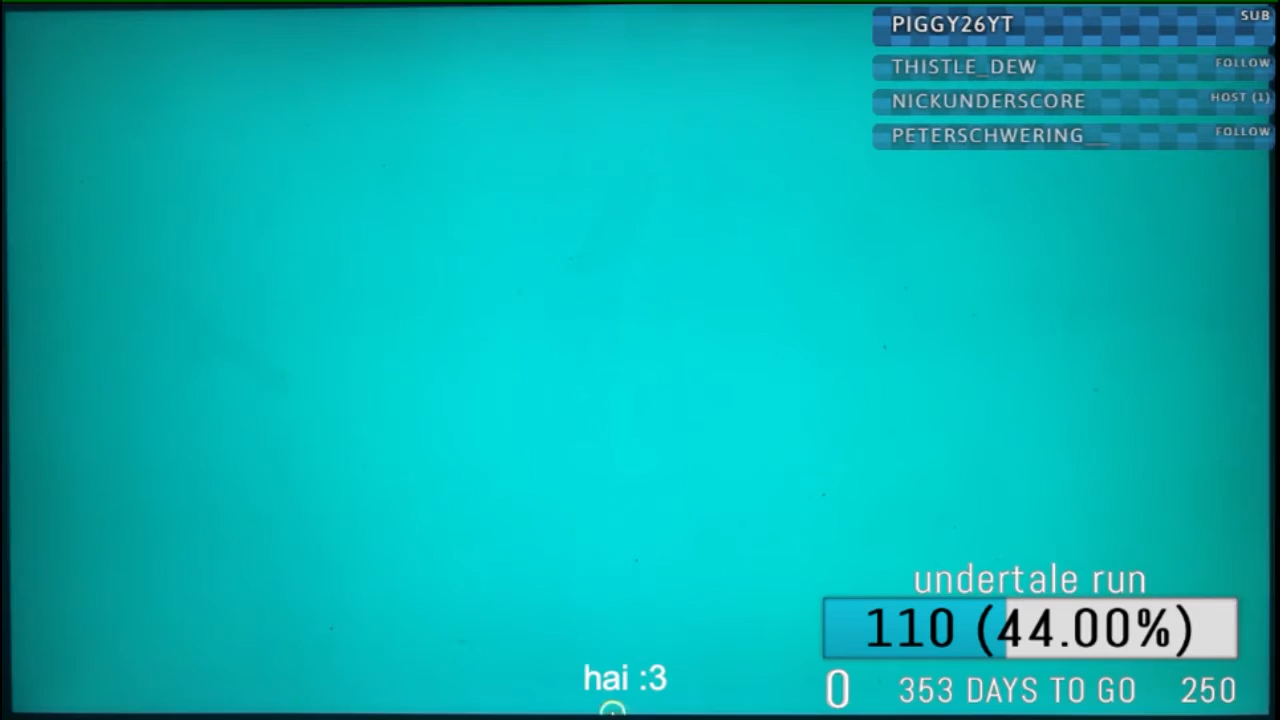 PIGGY26YT SUB
THISTLE_DEW FOLLOW
NICKUNDERSCORE HOST (1)
PETERSCHWERING__ FOLLOW
undertale run
110 (44.00%)
0 353 DAYS TO GO 250
hai :3